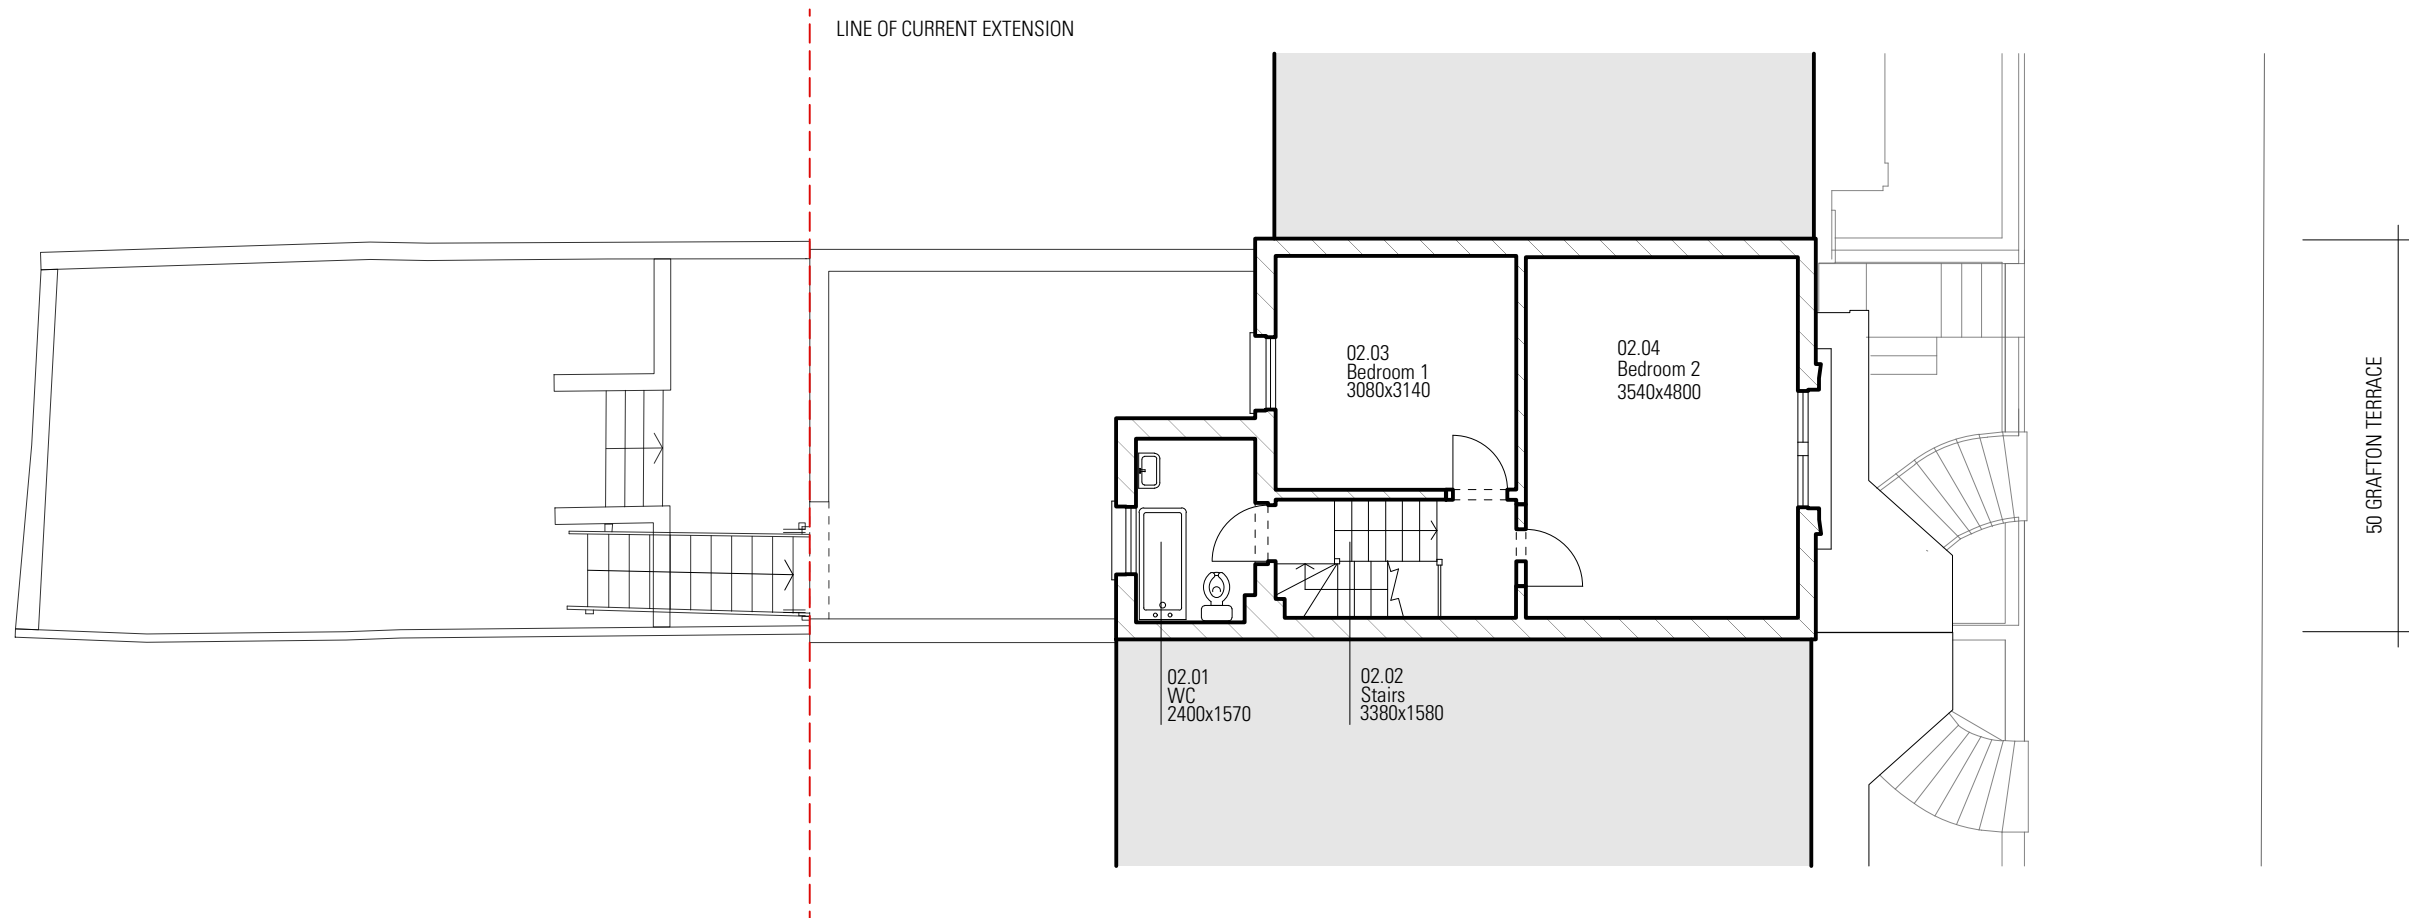 LINE OF CURRENT EXTENSION
02.03
Bedroom 1
3080x3140
02.04
Bedroom 2
3540x4800
50 GRAFTON TERRACE
02.01
WC
2400x1570
02.02
Stairs
3380x1580